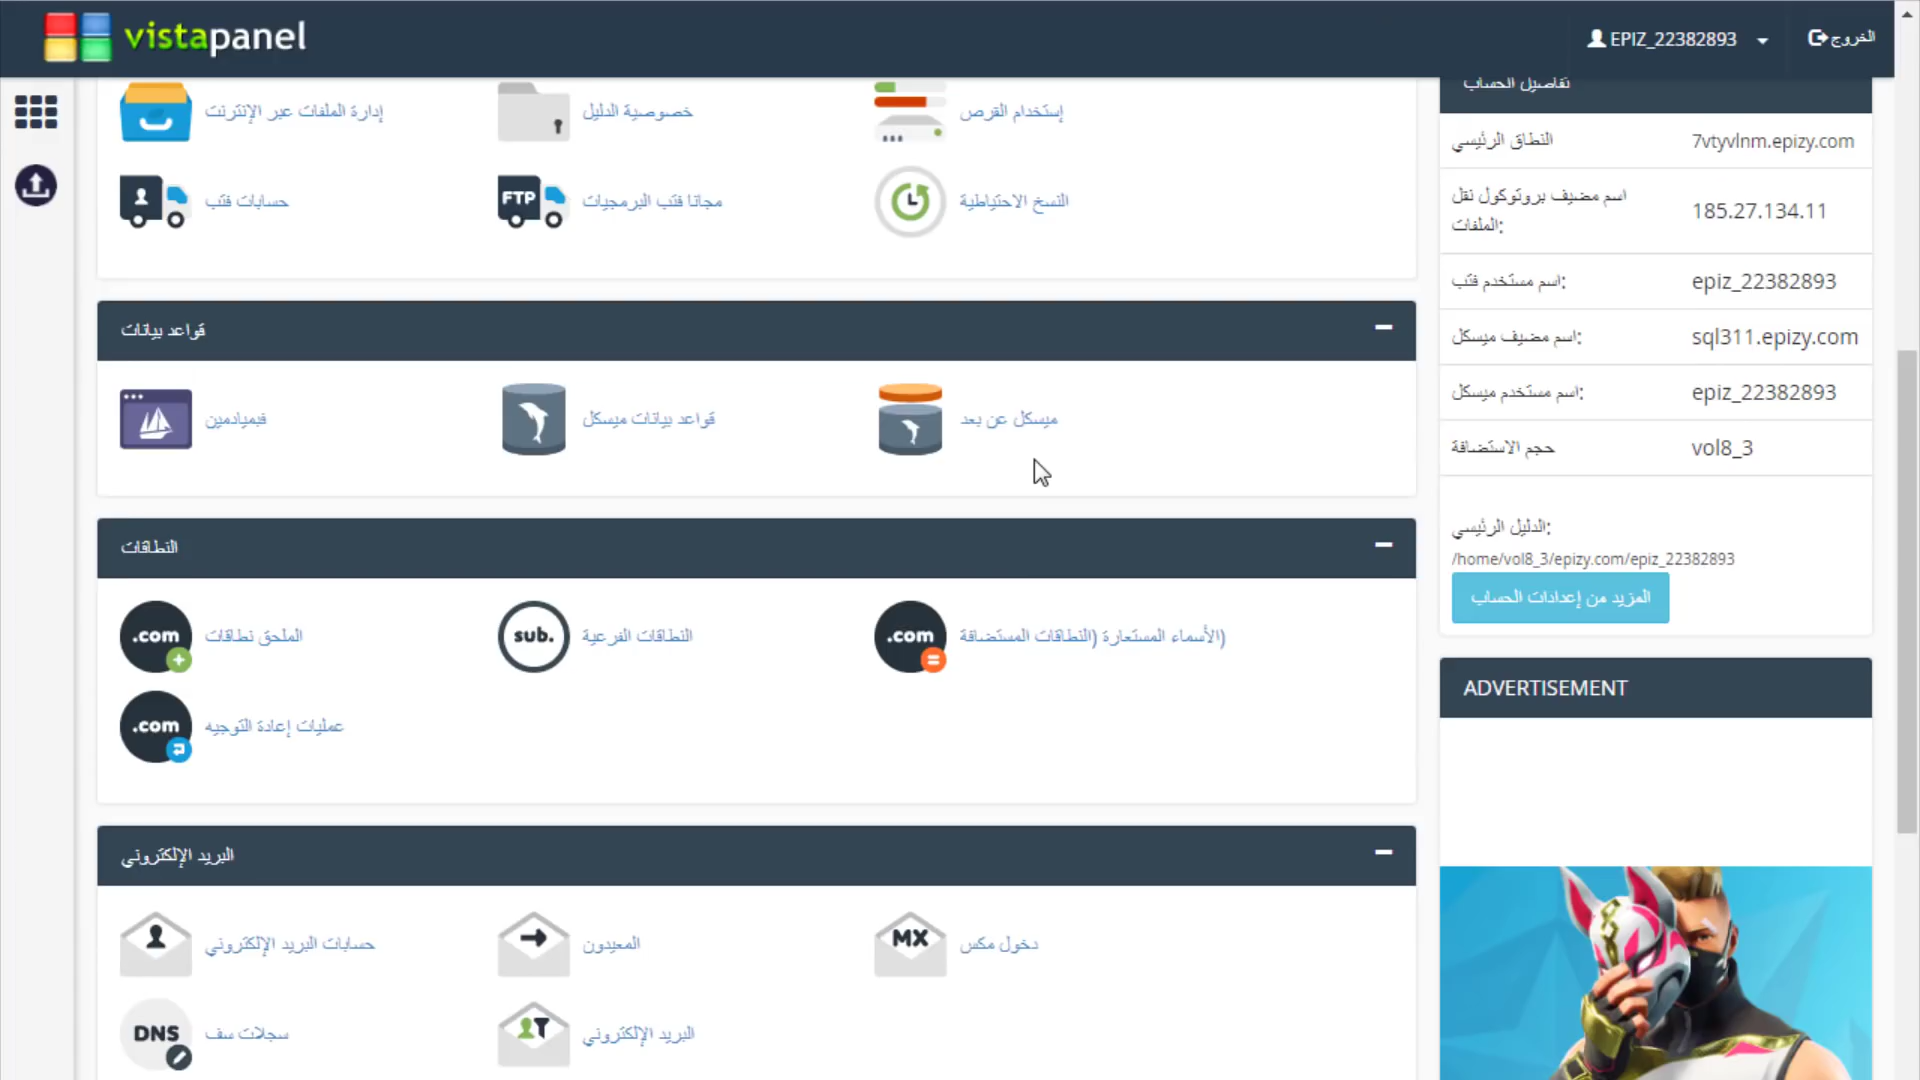 vistapanel
EPIZ_22382893
الخروج
إدارة الملفات عبر الإنترنت
خصوصية الدليل
إستخدام القرص
حسابات فتب
FTP
مجانا فتب البرمجيات
النسخ الاحتياطية
قواعد بيانات
فبميادمين
قواعد بيانات ميسكل
ميسكل عن بعد
النطاقات
.com
الملحق نطاقات
sub.
النطاقات الفرعية
.com
الأسماء المستعارة (النطاقات المستضافة)
.com
عمليات إعادة التوجيه
البريد الإلكتروني
حسابات البريد الإلكتروني
المعيدون
MX
دخول مكس
DNS
سجلات سف
البريد الإلكتروني
تفاصيل الحساب
النطاق الرئيسي
7vtyvlnm.epizy.com
اسم مضيف بروتوكول نقل
الملفات:
185.27.134.11
اسم مستخدم فتب:
epiz_22382893
اسم مضيف ميسكل:
sql311.epizy.com
اسم مستخدم ميسكل:
epiz_22382893
حجم الاستضافة
vol8_3
الدليل الرئيسي:
/home/vol8_3/epizy.com/epiz_22382893
المزيد من إعدادات الحساب
ADVERTISEMENT